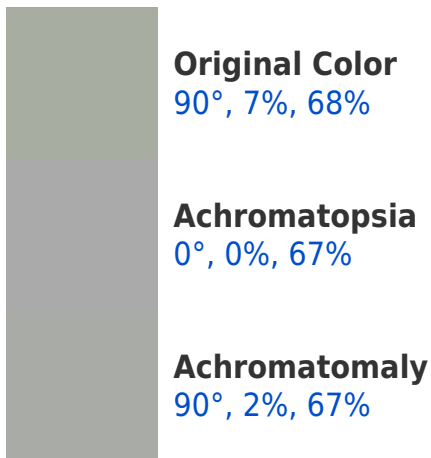 Original Color
90°, 7%, 68%
Achromatopsia
0°, 0%, 67%
Achromatomaly
90°, 2%, 67%